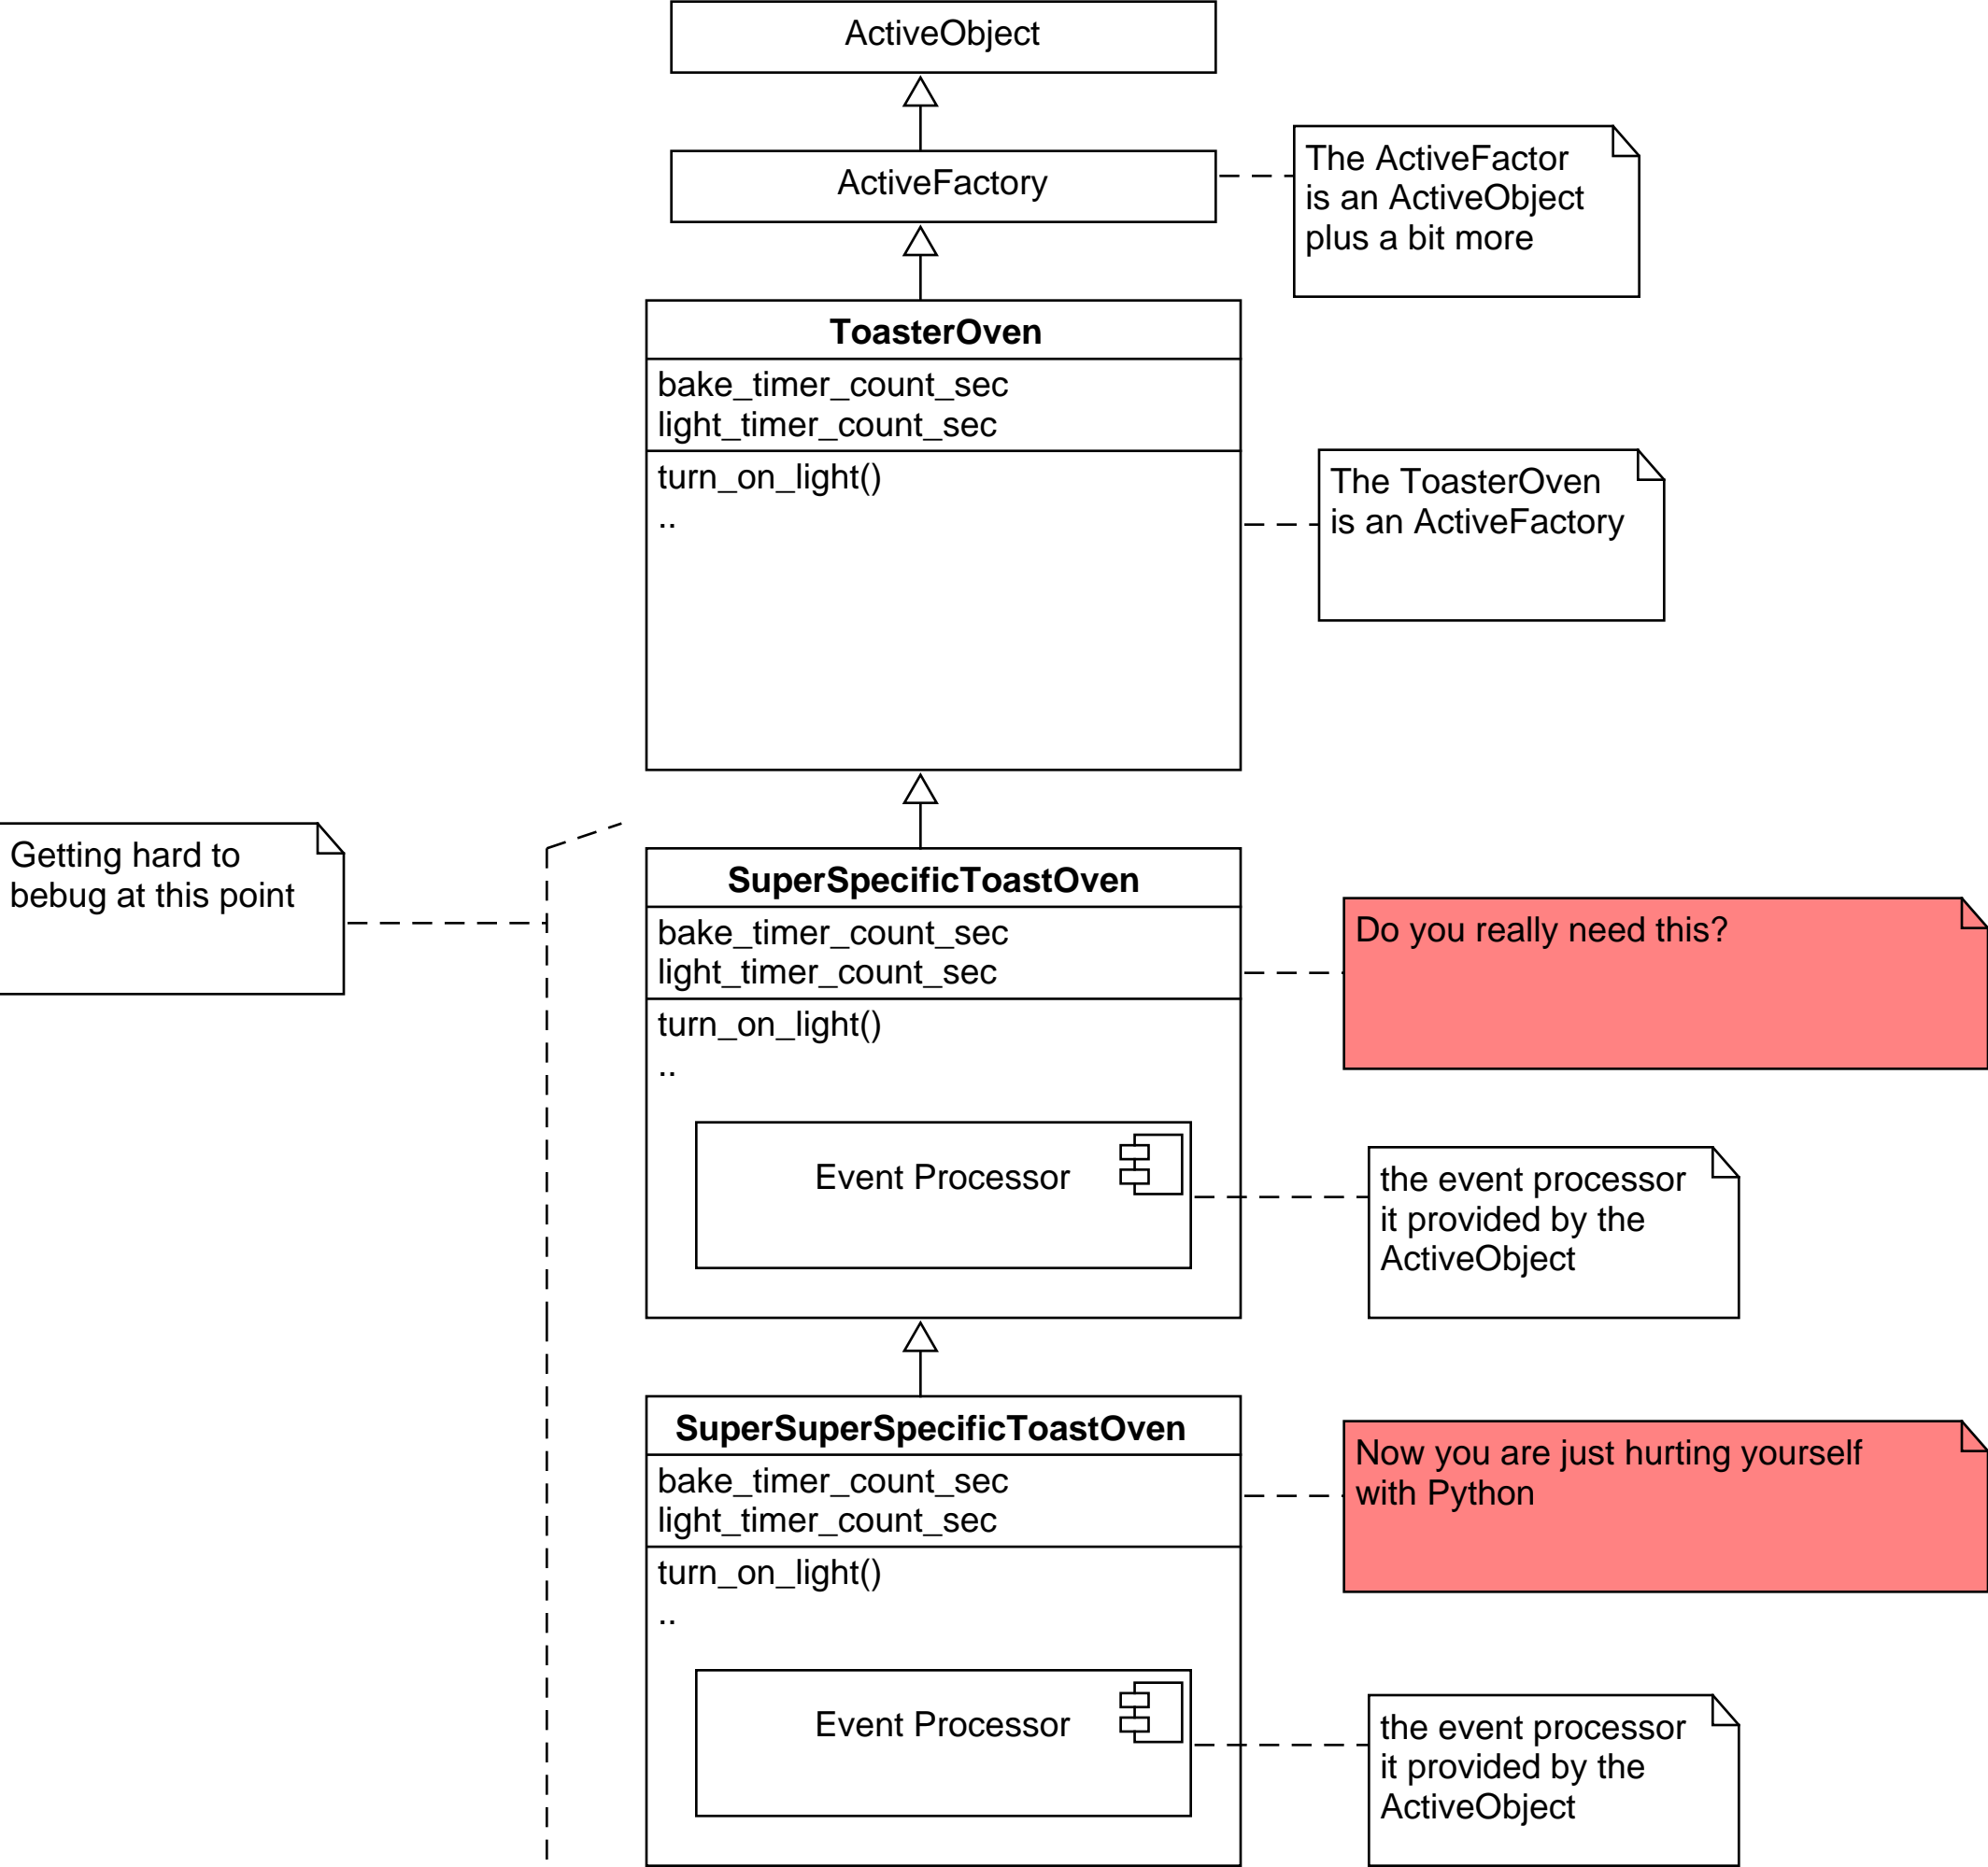 ActiveObject
ActiveFactory
The ActiveFactor
is an ActiveObject
plus a bit more
ToasterOven
bake_timer_count_sec
light_timer_count_sec
turn_on_light()
..
The ToasterOven
is an ActiveFactory
Getting hard to
bebug at this point
SuperSpecificToastOven
bake_timer_count_sec
light_timer_count_sec
turn_on_light()
..
Do you really need this?
Event Processor
the event processor
it provided by the
ActiveObject
SuperSuperSpecificToastOven
bake_timer_count_sec
light_timer_count_sec
turn_on_light()
..
Now you are just hurting yourself
with Python
Event Processor
the event processor
it provided by the
ActiveObject